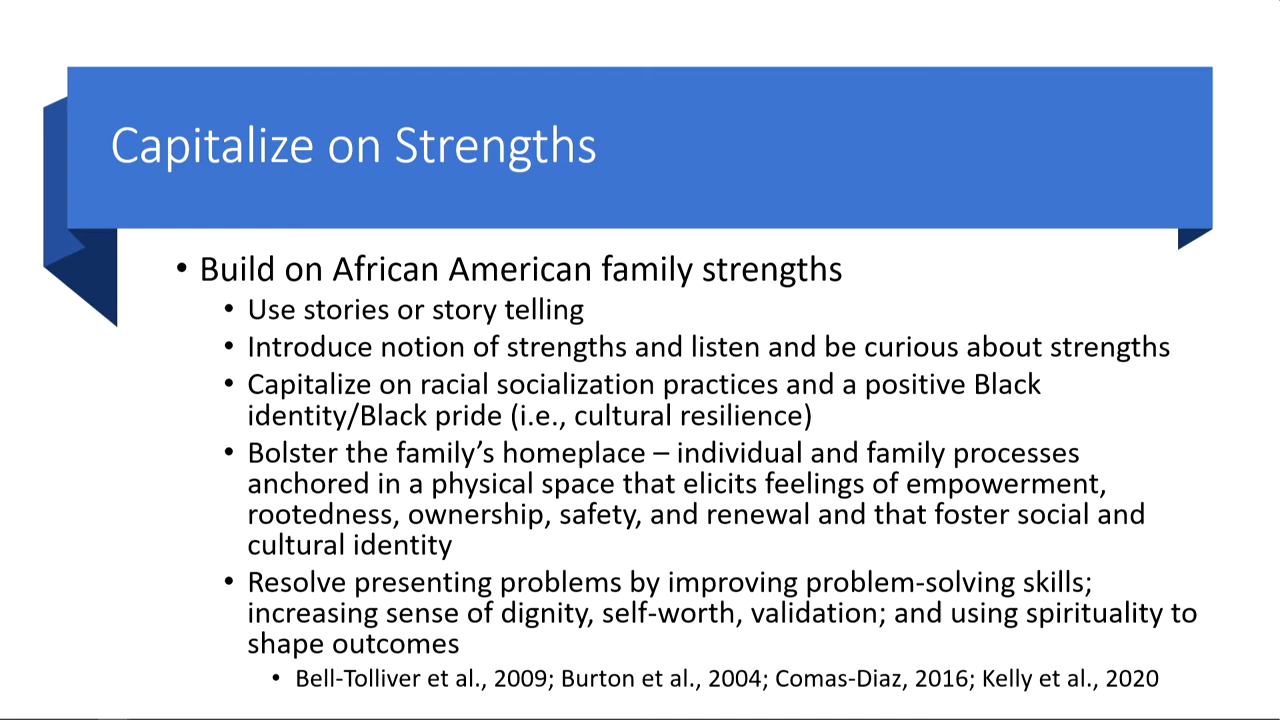 Capitalize on Strengths
• Build on African American family strengths
• Use stories or story telling
• Introduce notion of strengths and listen and be curious about strengths
• Capitalize on racial socialization practices and a positive Black
identity/Black pride (i.e., cultural resilience)
• Bolster the family’s homeplace – individual and family processes
anchored in a physical space that elicits feelings of empowerment,
rootedness, ownership, safety, and renewal and that foster social and
cultural identity
• Resolve presenting problems by improving problem-solving skills;
increasing sense of dignity, self-worth, validation; and using spirituality to
shape outcomes
• Bell-Tolliver et al., 2009; Burton et al., 2004; Comas-Diaz, 2016; Kelly et al., 2020